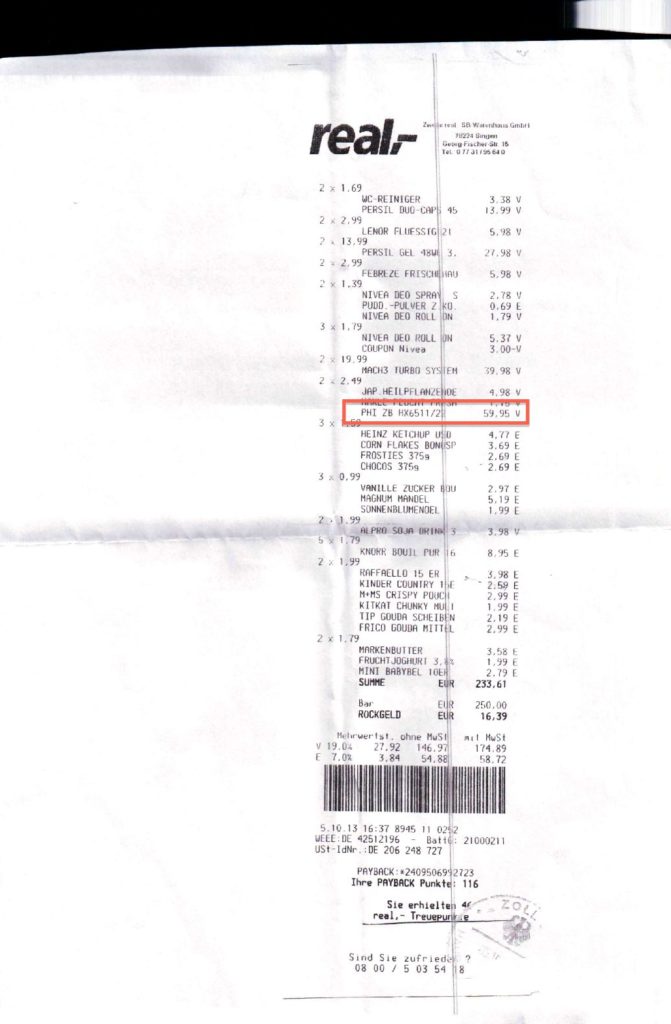 real,-
real SB-Warenhaus GmbH
78224 Singen
Georg-Fischer-Str. 15
Tel. 0 77 31 / 95 64 0
2 x 1.69
WC-REINIGER 3.38 V
PERSIL DUO-CAPS 45 13.99 V
2 x 2.99
LENOR FLUESSIG 21 5.98 V
2 x 13.99
PERSIL GEL 48W 3. 27.98 V
2 x 2.99
FEBREZE FRISCHEHAU 5.98 V
2 x 1.39
NIVEA DEO SPRAY S 2.78 V
PUDD.-PULVER Z KO. 0.69 E
NIVEA DEO ROLL ON 1.79 V
3 x 1.79
NIVEA DEO ROLL ON 5.37 V
COUPON Nivea 3.00-V
2 x 19.99
MACH3 TURBO SYSTEM 39.98 V
2 x 2.49
JAP.HEILPFLANZENOE 4.98 V
HAKLE FEUCHT FRESH 1.15 V
PHI ZB HX6511/2 59.95 V
3 x 1.59
HEINZ KETCHUP USD 4.77 E
CORN FLAKES BONUSP 3.69 E
FROSTIES 375g 2.69 E
CHOCOS 375g 2.69 E
3 x 0.99
VANILLE ZUCKER BOU 2.97 E
MAGNUM MANDEL 5.19 E
SONNENBLUMENOEL 1.99 E
2 x 1.99
ALPRO SOJA DRINK 3 3.98 V
5 x 1.79
KNORR BOUIL PUR 16 8.95 E
2 x 1.99
RAFFAELLO 15 ER 3.98 E
KINDER COUNTRY 15E 2.59 E
M+MS CRISPY POUCH 2.99 E
KITKAT CHUNKY MULI 1.99 E
TIP GOUDA SCHEIBEN 2.19 E
FRICO GOUDA MITTEL 2.99 E
2 x 1.79
MARKENBUTTER 3.58 E
FRUCHTJOGHURT 3,8% 1.99 E
MINI BABYBEL 10ER 2.79 E
SUMME EUR 233,61
Bar EUR 250.00
RÜCKGELD EUR 16,39
Mehrwertst. ohne MwSt mit MwSt
V 19.0% 27.92 146.97 174.89
E 7.0% 3.84 54.88 58.72
5.10.13 16:37 8945 11 0252
WEEE:DE 42512196 - BattG: 21000211
USt-IdNr.:DE 206 248 727
PAYBACK:*2409506992723
Ihre PAYBACK Punkte: 116
Sie erhielten 46
real,- Treuepunkte
ZOLL
Sind Sie zufrieden ?
08 00 / 5 03 54 18